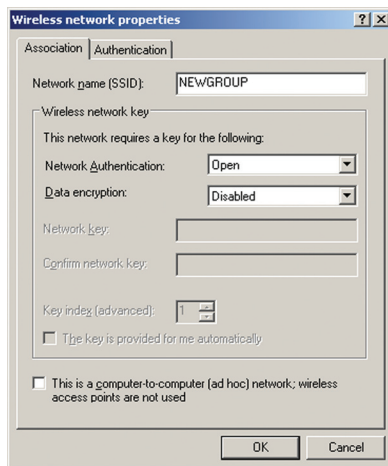 Wireless network properties
Association Authentication
Network name (SSID): NEWGROUP
Wireless network key
This network requires a key for the following:
Network Authentication: Open
Data encryption: Disabled
Network key:
Confirm network key:
Key index (advanced): 1
The key is provided for me automatically
This is a computer-to-computer (ad hoc) network; wireless
access points are not used
OK Cancel